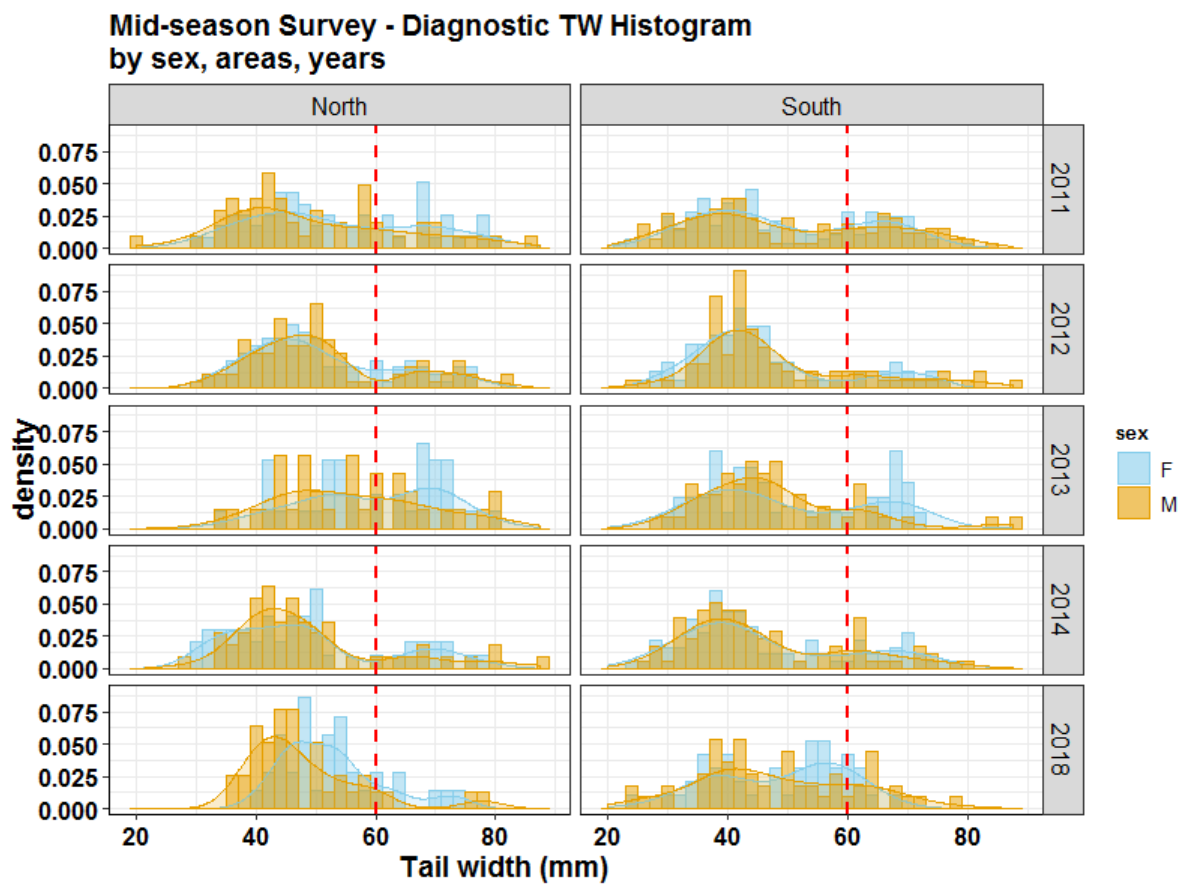 Mid-season Survey - Diagnostic TW Histogram
by sex, areas, years
North
South
0.075
0.050
0.025
0.000
2011
0.075
0.050
0.025
0.000
2012
0.075
0.050
0.025
0.000
2013
0.075
0.050
0.025
0.000
2014
0.075
0.050
0.025
0.000
2018
density
20 40 60 80
20 40 60 80
Tail width (mm)
sex
F
M